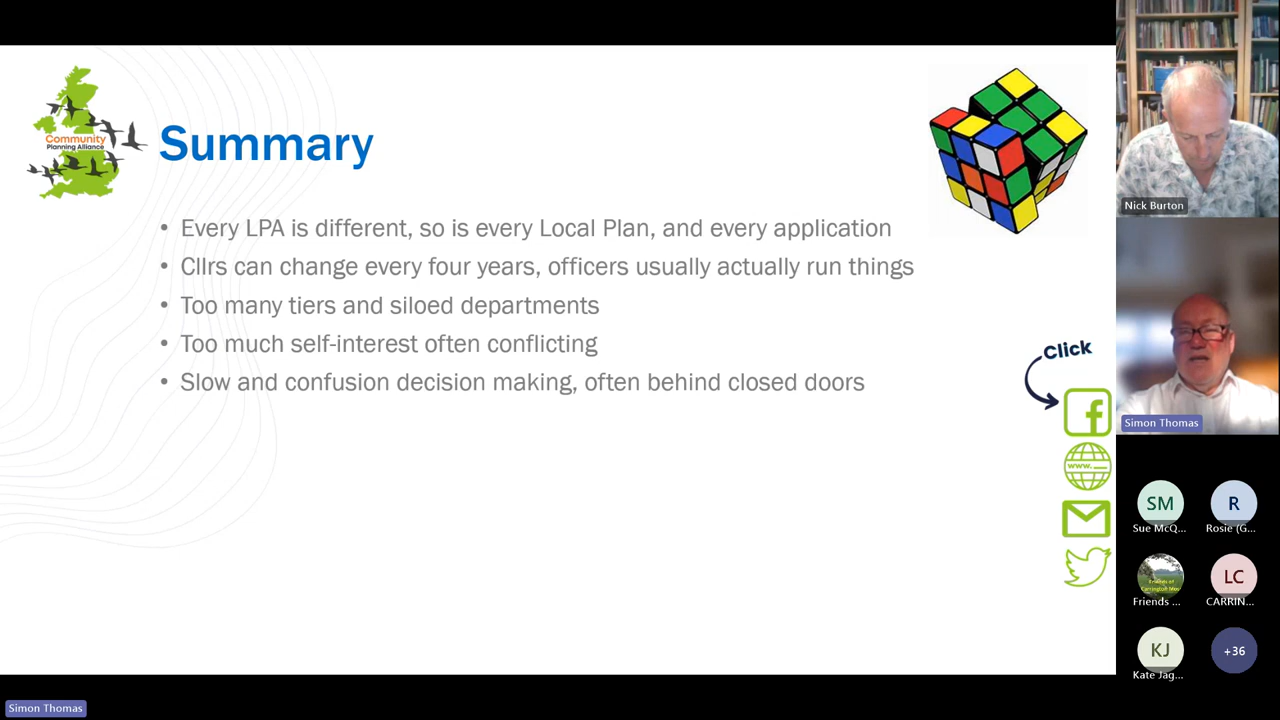 Community
Planning Alliance
Summary
• Every LPA is different, so is every Local Plan, and every application
• Cllrs can change every four years, officers usually actually run things
• Too many tiers and siloed departments
• Too much self-interest often conflicting
• Slow and confusion decision making, often behind closed doors
Click
www.
Nick Burton
Simon Thomas
SM
Sue McQ...
R
Rosie (G...
Friends ...
LC
CARRIN...
KJ
Kate Jag...
+36
Simon Thomas